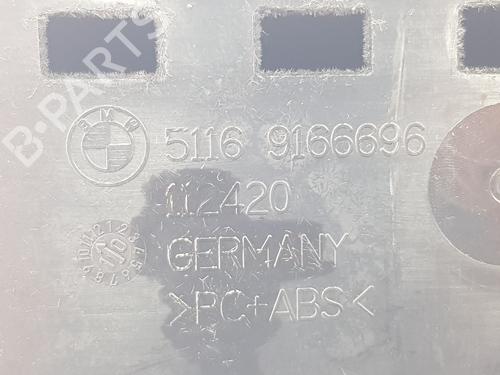 B-PARTS
BMW
5116 9166696
112420
GERMANY
>PC+ABS<